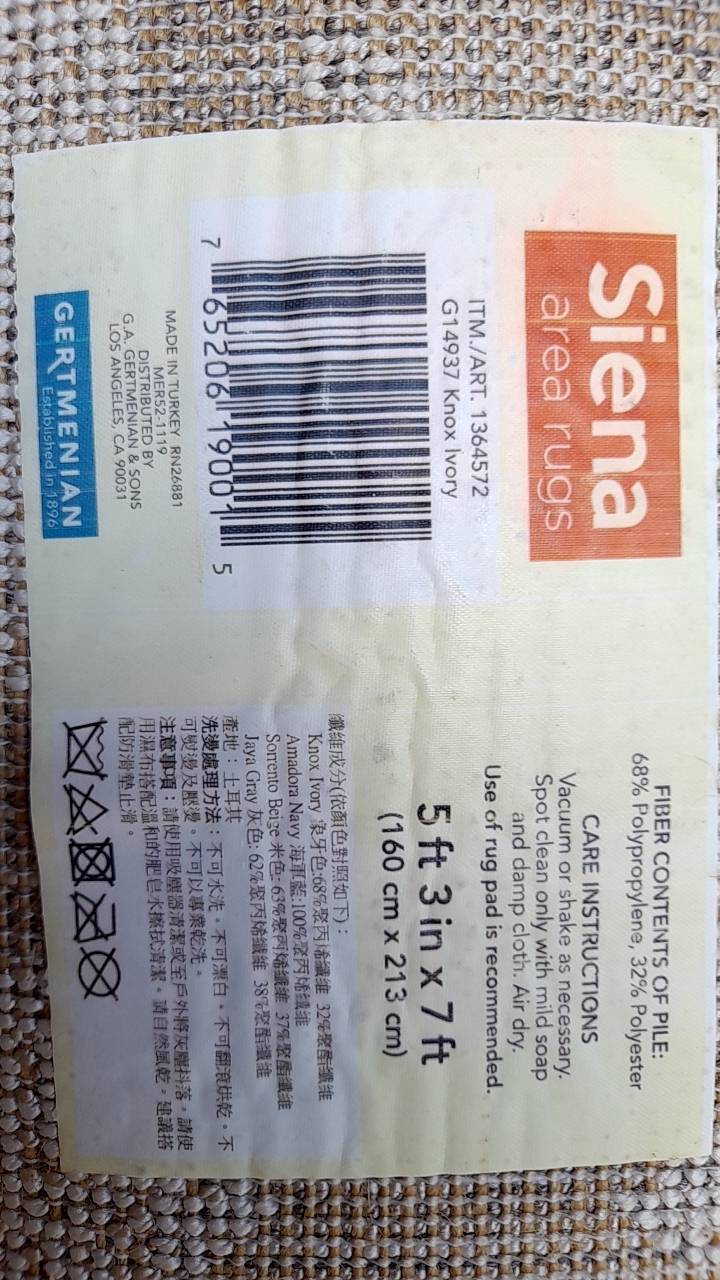 Siena
area rugs
ITM./ART. 1364572
G14937 Knox Ivory
7 65206 19001 5
MADE IN TURKEY RN26881
MER52-1119
DISTRIBUTED BY
G.A. GERTMENIAN & SONS
LOS ANGELES, CA 90031
GERTMENIAN
Established in 1896
FIBER CONTENTS OF PILE:
68% Polypropylene, 32% Polyester
CARE INSTRUCTIONS
Vacuum or shake as necessary.
Spot clean only with mild soap
and damp cloth. Air dry.
Use of rug pad is recommended.
5 ft 3 in x 7 ft
(160 cm x 213 cm)
纖維成分(依顏色對照如下):
Knox Ivory 象牙色:68%聚丙烯纖維 32%聚酯纖維
Amadora Navy 海軍藍:100%聚丙烯纖維
Sorrento Beige 米色: 63%聚丙烯纖維 37%聚酯纖維
Jaya Gray 灰色: 62%聚丙烯纖維 38%聚酯纖維
產地：土耳其
洗燙處理方法：不可水洗。不可漂白。不可翻滾烘乾。不
可熨燙及壓燙。不可以專業乾洗。
注意事項：請使用吸塵器清潔或至戶外將灰塵抖落。請使
用濕布搭配溫和的肥皂水擦拭清潔。請自然風乾。建議搭
配防滑墊止滑。